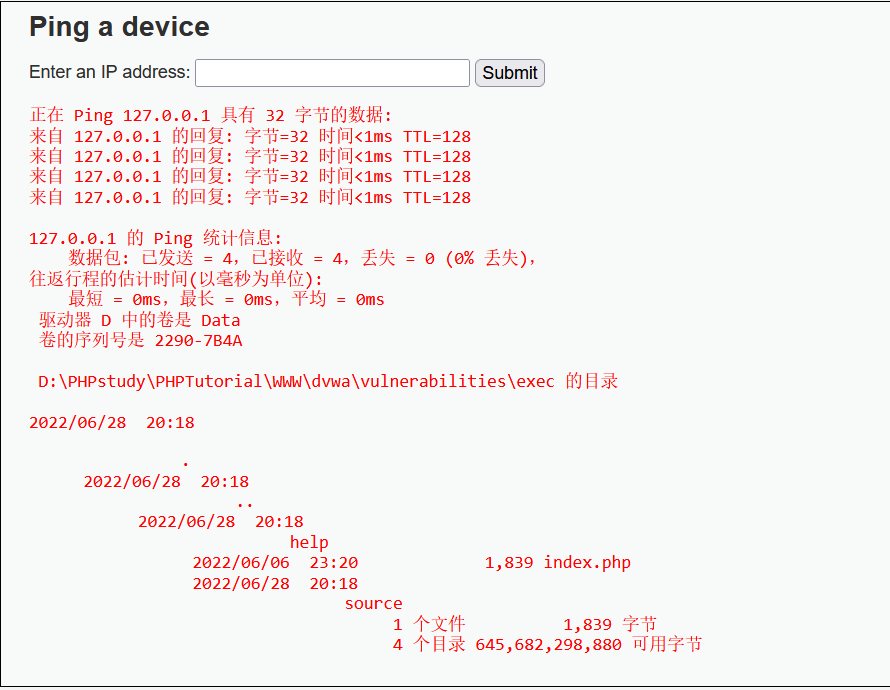 Ping a device
Enter an IP address: Submit
正在 Ping 127.0.0.1 具有 32 字节的数据:
来自 127.0.0.1 的回复: 字节=32 时间<1ms TTL=128
来自 127.0.0.1 的回复: 字节=32 时间<1ms TTL=128
来自 127.0.0.1 的回复: 字节=32 时间<1ms TTL=128
来自 127.0.0.1 的回复: 字节=32 时间<1ms TTL=128
127.0.0.1 的 Ping 统计信息:
数据包: 已发送 = 4，已接收 = 4，丢失 = 0 (0% 丢失)，
往返行程的估计时间(以毫秒为单位):
最短 = 0ms，最长 = 0ms，平均 = 0ms
驱动器 D 中的卷是 Data
卷的序列号是 2290-7B4A
D:\PHPstudy\PHPTutorial\WWW\dvwa\vulnerabilities\exec 的目录
2022/06/28 20:18
.
2022/06/28 20:18
..
2022/06/28 20:18
help
2022/06/06 23:20 1,839 index.php
2022/06/28 20:18
source
1 个文件 1,839 字节
4 个目录 645,682,298,880 可用字节